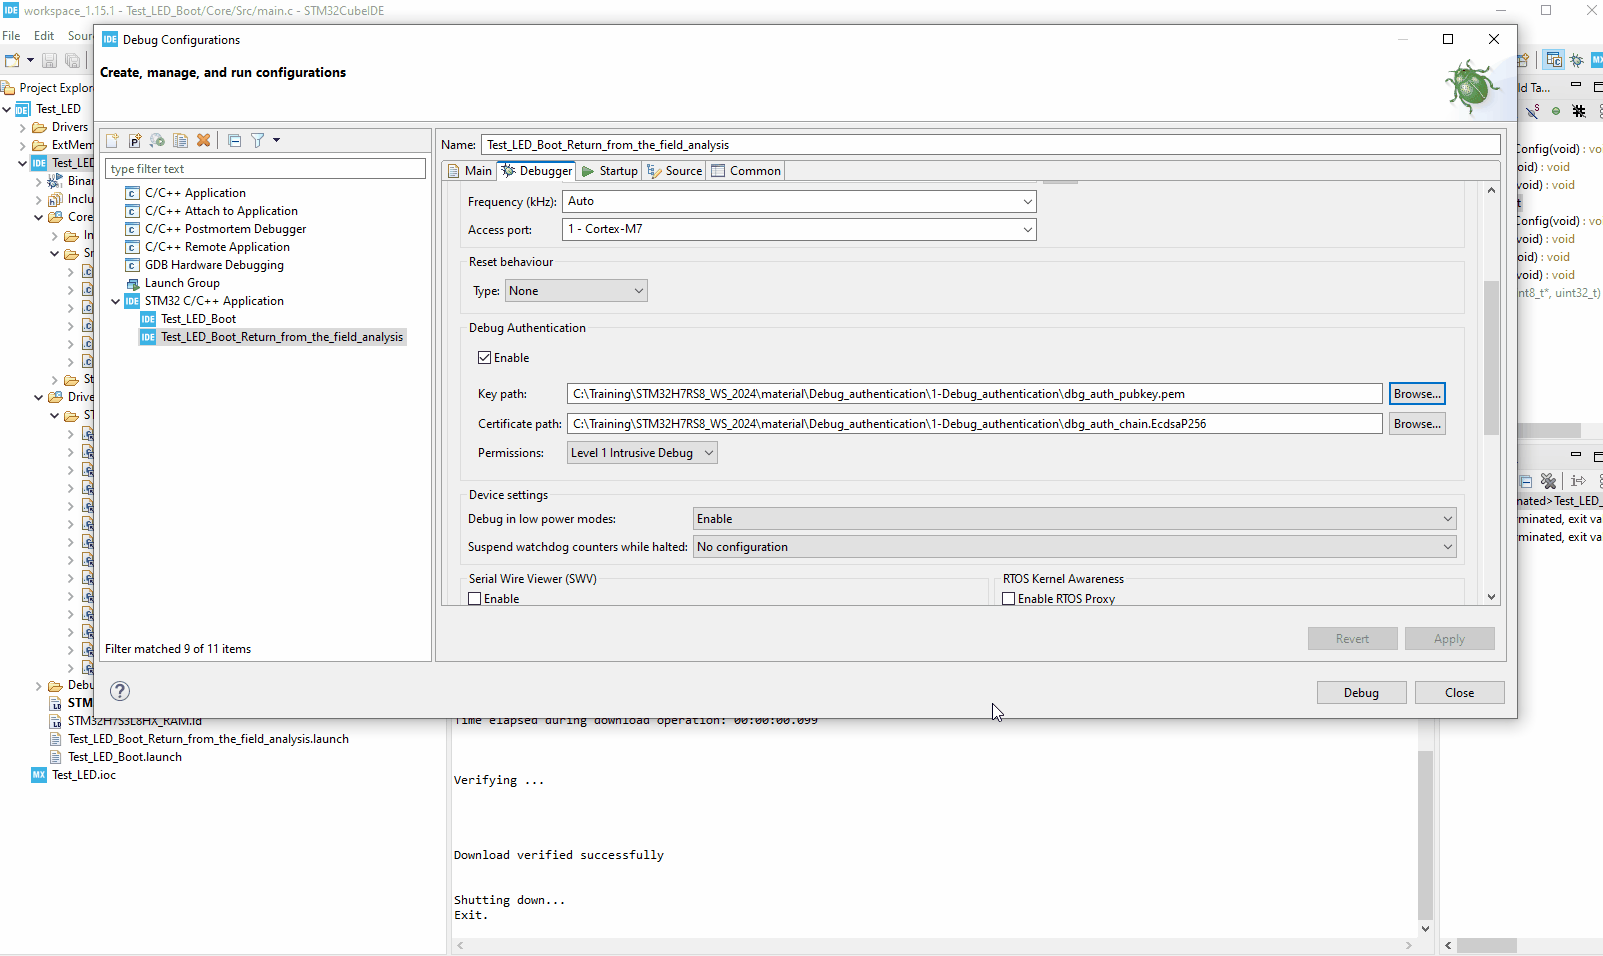 IDE workspace_1.15.1 - Test_LED_Boot/Core/Src/main.c - STM32CubeIDE
File Edit Sour
Project Explor
Test_LED
Drivers
ExtMem
Test_LED
Binar
Inclu
Core
In
Sr
St
Drive
ST
Debu
STM
STM32H7S3L8HX_RAM.ld
Test_LED_Boot_Return_from_the_field_analysis.launch
Test_LED_Boot.launch
MX Test_LED.ioc
IDE Debug Configurations
Create, manage, and run configurations
type filter text
C/C++ Application
C/C++ Attach to Application
C/C++ Postmortem Debugger
C/C++ Remote Application
GDB Hardware Debugging
Launch Group
IDE STM32 C/C++ Application
IDE Test_LED_Boot
IDE Test_LED_Boot_Return_from_the_field_analysis
Filter matched 9 of 11 items
Name: Test_LED_Boot_Return_from_the_field_analysis
Main Debugger Startup Source Common
Frequency (kHz): Auto
Access port: 1 - Cortex-M7
Reset behaviour
Type: None
Debug Authentication
Enable
Key path: C:\Training\STM32H7RS8_WS_2024\material\Debug_authentication\1-Debug_authentication\dbg_auth_pubkey.pem Browse...
Certificate path: C:\Training\STM32H7RS8_WS_2024\material\Debug_authentication\1-Debug_authentication\dbg_auth_chain.EcdsaP256 Browse...
Permissions: Level 1 Intrusive Debug
Device settings
Debug in low power modes: Enable
Suspend watchdog counters while halted: No configuration
Serial Wire Viewer (SWV) RTOS Kernel Awareness
Enable Enable RTOS Proxy
Revert Apply
Debug Close
ld Ta...
Config(void) : vo
oid) : void
void) : void
t
Config(void) : vo
void) : void
oid) : void
void) : void
int8_t*, uint32_t)
nated> Test_LED_
minated, exit va
minated, exit va
Time elapsed during download operation: 00:00:00.099
Verifying ...
Download verified successfully
Shutting down...
Exit.